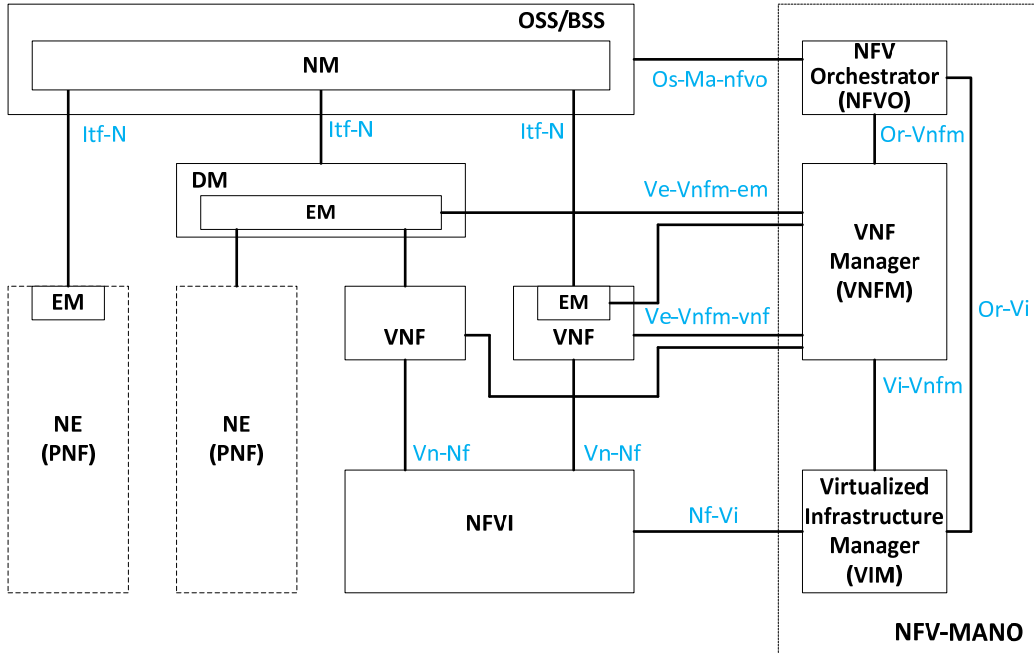 OSS/BSS
NM
NFV
Orchestrator
(NFVO)
Os-Ma-nfvo
Itf-N
Itf-N
Itf-N
Or-Vnfm
DM
EM
Ve-Vnfm-em
VNF
Manager
(VNFM)
EM
EM
VNF
VNF
Ve-Vnfm-vnf
Or-Vi
Vi-Vnfm
NE
(PNF)
NE
(PNF)
Vn-Nf
Vn-Nf
NFVI
Nf-Vi
Virtualized
Infrastructure
Manager
(VIM)
NFV-MANO